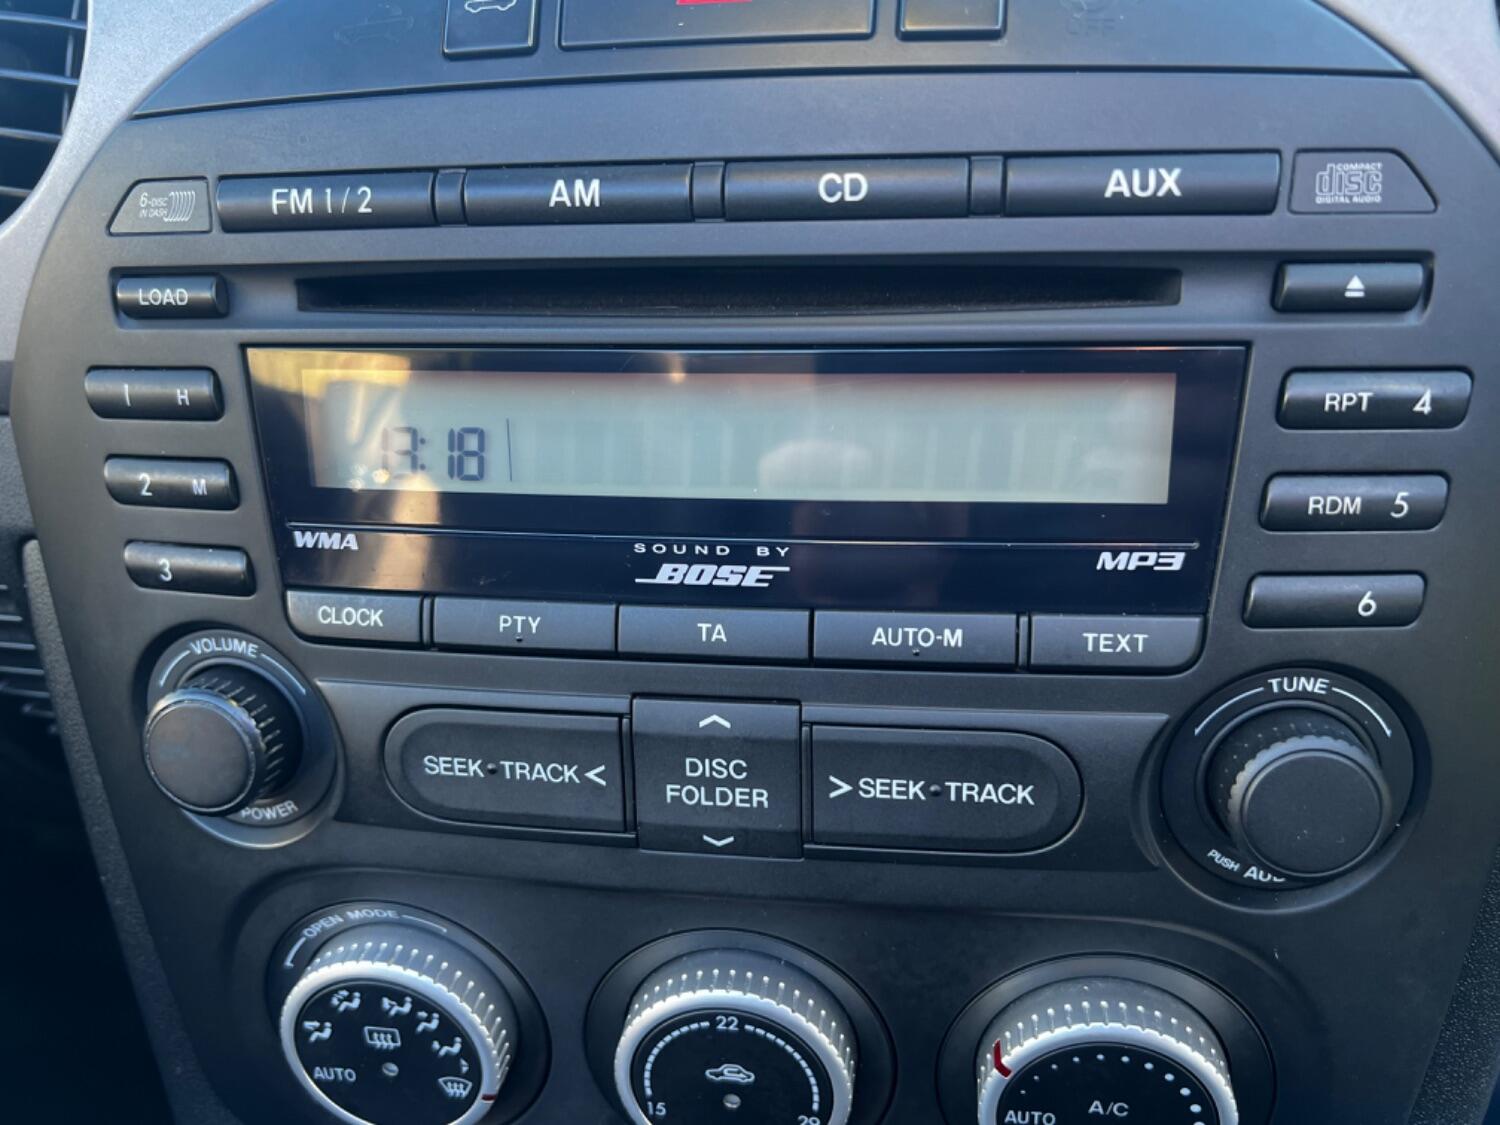 OFF
6-DISC
IN DASH
FM 1/2
AM
CD
AUX
COMPACT
disc
DIGITAL AUDIO
LOAD
1 H
RPT 4
13:18
2 M
RDM 5
WMA
SOUND BY
BOSE
MP3
3
6
CLOCK
PTY
TA
AUTO-M
TEXT
VOLUME
POWER
SEEK•TRACK<
DISC
FOLDER
>SEEK•TRACK
TUNE
PUSH
OPEN MODE
AUTO
22
15
29
AUTO
A/C